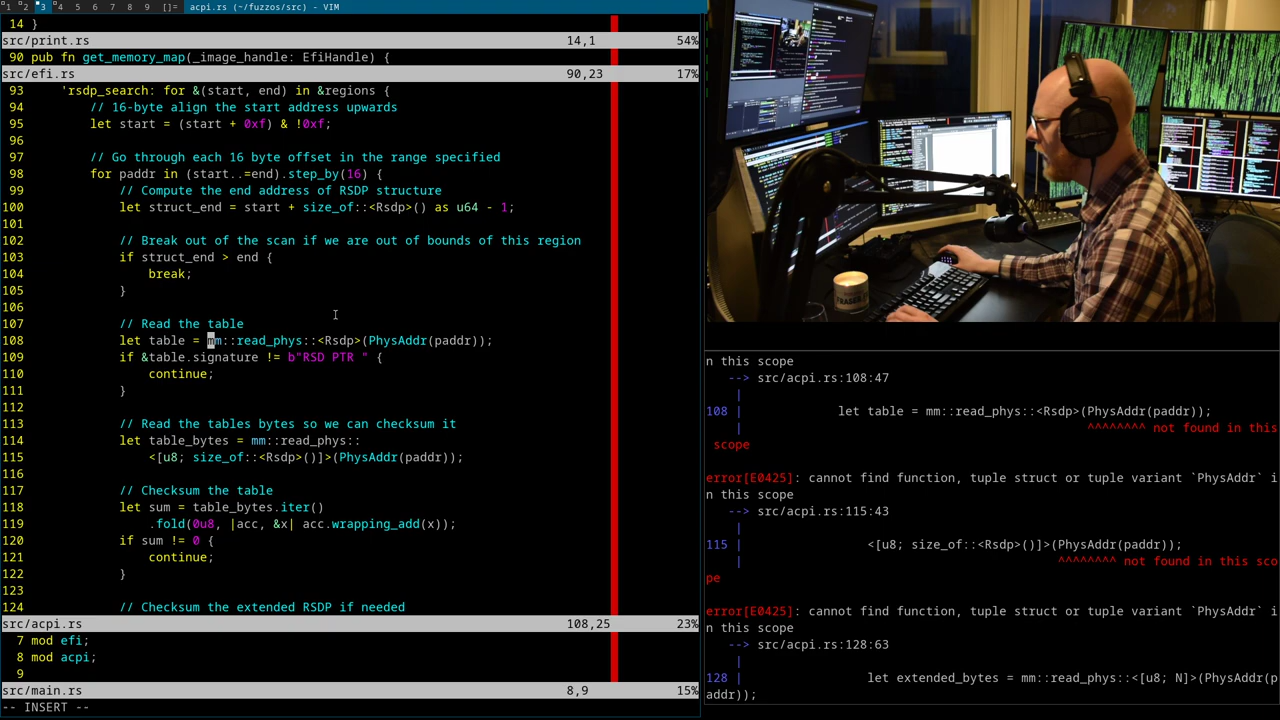 1 2 3 4 5 6 7 8 9 []= acpi.rs (~/fuzzos/src) - VIM
14 }
src/print.rs 14,1 54%
90 pub fn get_memory_map(_image_handle: EfiHandle) {
src/efi.rs 90,23 17%
93 'rsdp_search: for &(start, end) in &regions {
94 // 16-byte align the start address upwards
95 let start = (start + 0xf) & !0xf;
96
97 // Go through each 16 byte offset in the range specified
98 for paddr in (start..=end).step_by(16) {
99 // Compute the end address of RSDP structure
100 let struct_end = start + size_of::<Rsdp>() as u64 - 1;
101
102 // Break out of the scan if we are out of bounds of this region
103 if struct_end > end {
104 break;
105 }
106
107 // Read the table
108 let table = mm::read_phys::<Rsdp>(PhysAddr(paddr));
109 if &table.signature != b"RSD PTR " {
110 continue;
111 }
112
113 // Read the tables bytes so we can checksum it
114 let table_bytes = mm::read_phys::
115 <[u8; size_of::<Rsdp>()]>(PhysAddr(paddr));
116
117 // Checksum the table
118 let sum = table_bytes.iter()
119 .fold(0u8, |acc, &x| acc.wrapping_add(x));
120 if sum != 0 {
121 continue;
122 }
123
124 // Checksum the extended RSDP if needed
src/acpi.rs 108,25 23%
7 mod efi;
8 mod acpi;
9
src/main.rs 8,9 15%
-- INSERT --
n this scope
--> src/acpi.rs:108:47
|
108 | let table = mm::read_phys::<Rsdp>(PhysAddr(paddr));
| ^^^^^^^^ not found in this
scope
error[E0425]: cannot find function, tuple struct or tuple variant `PhysAddr` i
n this scope
--> src/acpi.rs:115:43
|
115 | <[u8; size_of::<Rsdp>()]>(PhysAddr(paddr));
| ^^^^^^^^ not found in this sco
pe
error[E0425]: cannot find function, tuple struct or tuple variant `PhysAddr` i
n this scope
--> src/acpi.rs:128:63
|
128 | let extended_bytes = mm::read_phys::<[u8; N]>(PhysAddr(p
addr));